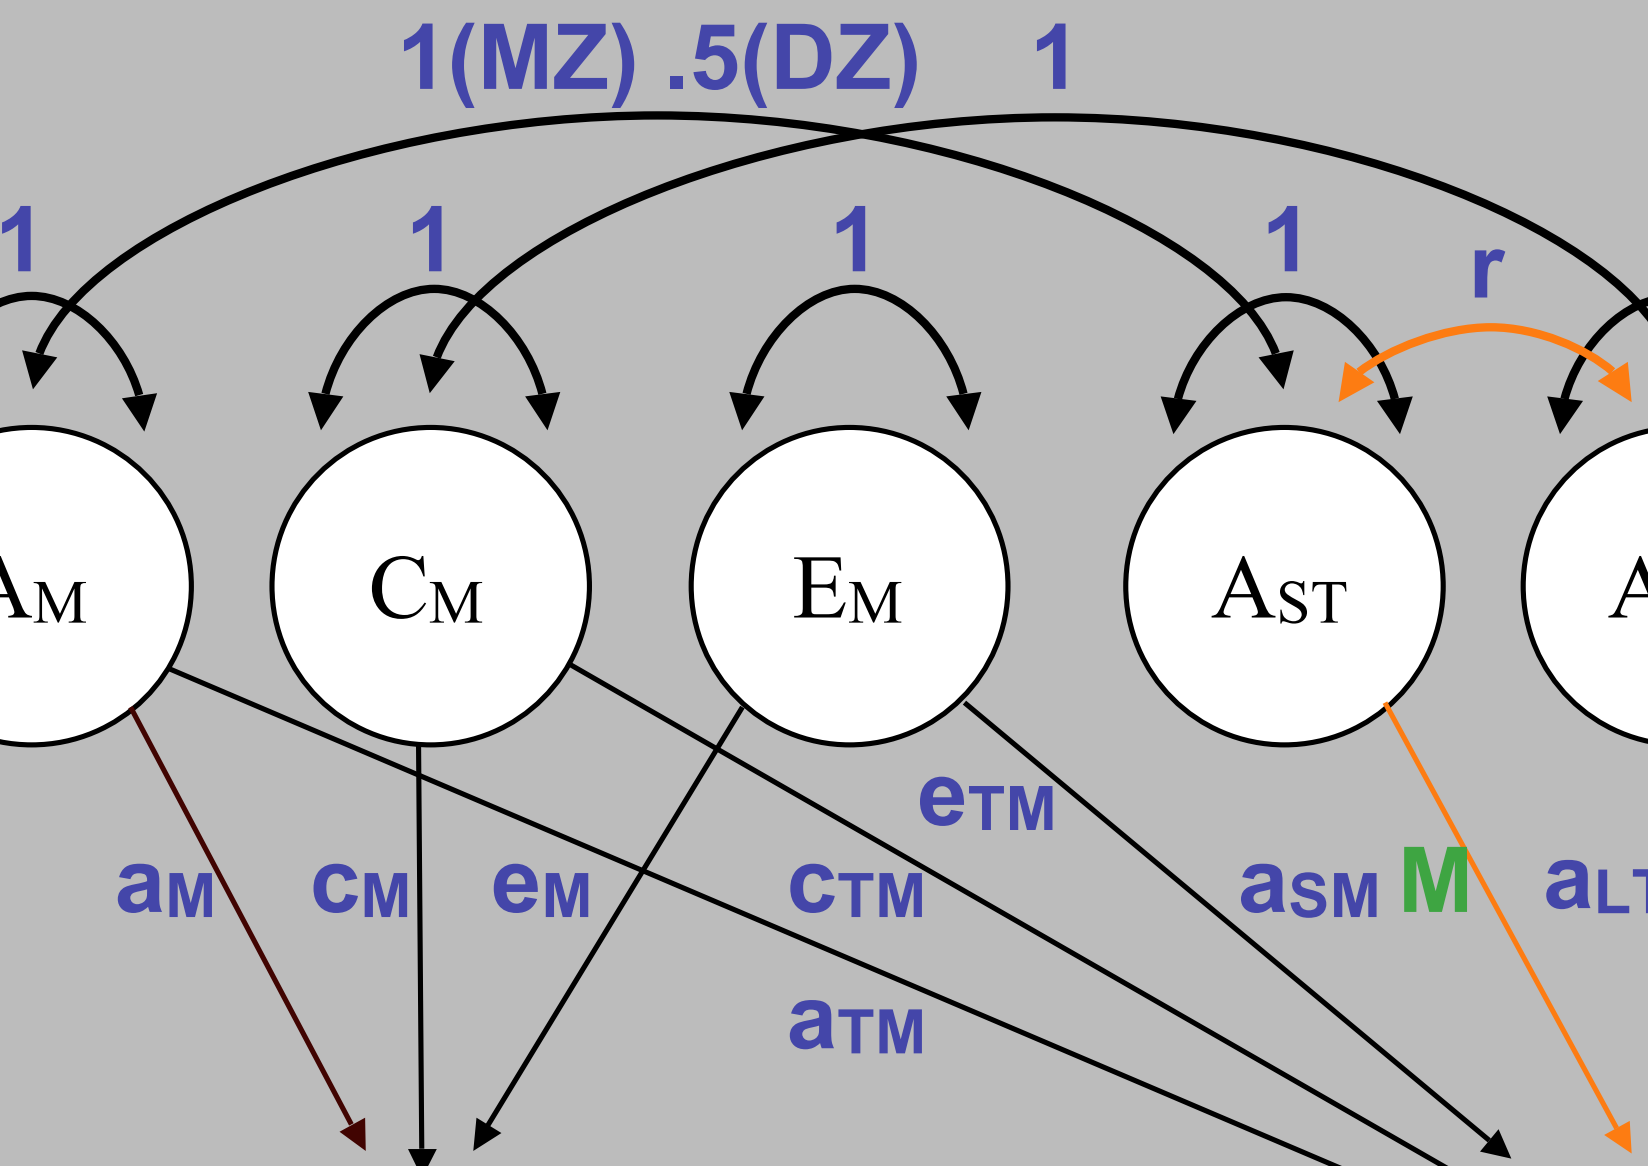 1(MZ) .5(DZ) 1
1 1 1 1 r
AM CM EM AST A
eTM
aM cM eM cTM aSM M aLT
aTM